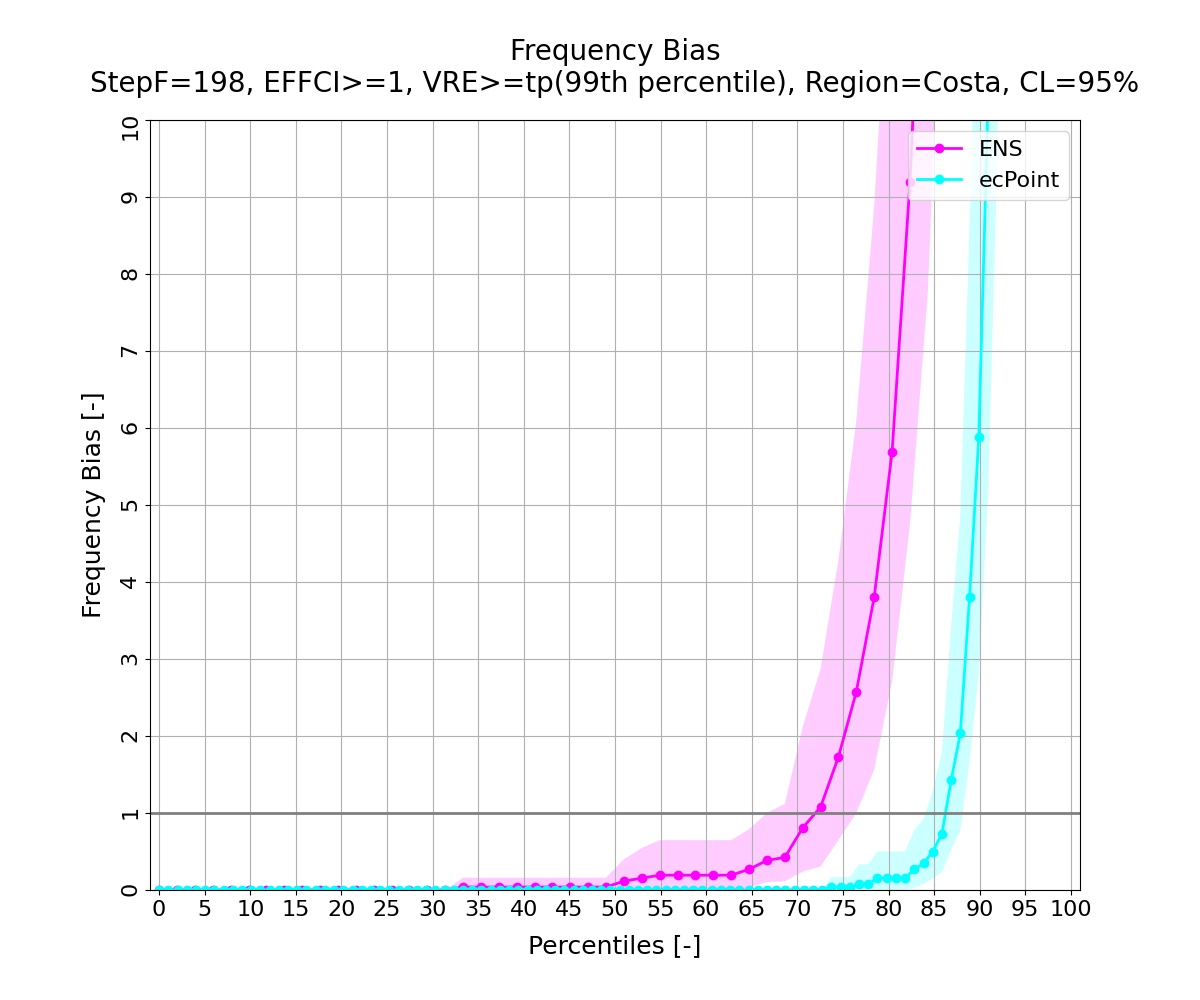 Frequency Bias
StepF=198, EFFCI>=1, VRE>=tp(99th percentile), Region=Costa, CL=95%
ENS
ecPoint
Frequency Bias [-]
10
9
8
7
6
5
4
3
2
1
0
0 5 10 15 20 25 30 35 40 45 50 55 60 65 70 75 80 85 90 95 100
Percentiles [-]